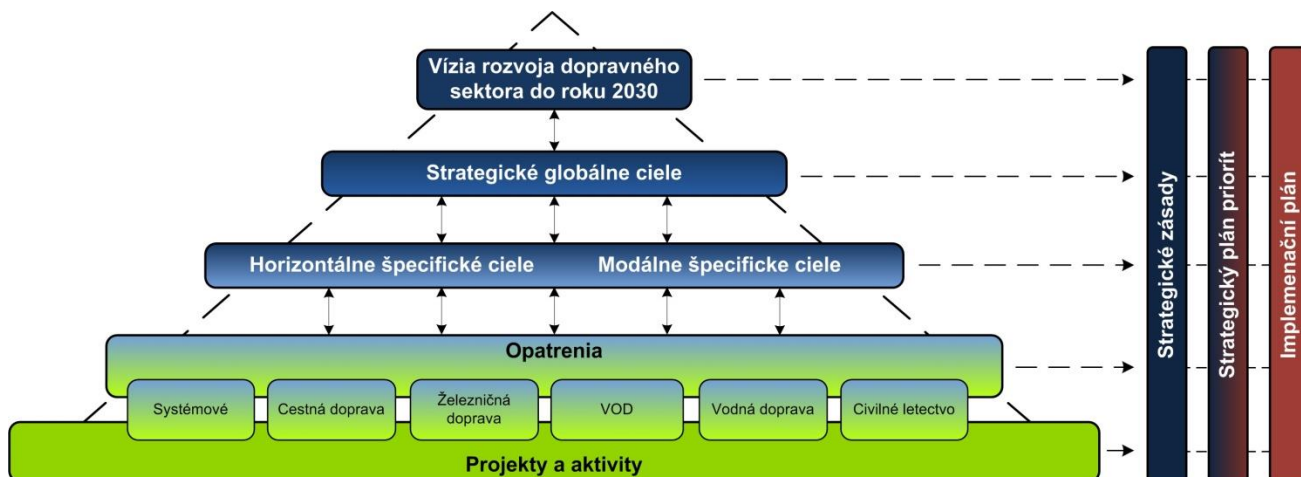 Vízia rozvoja dopravného
sektora do roku 2030
Strategické globálne ciele
Horizontálne špecifické ciele
Modálne špecificke ciele
Opatrenia
Systémové
Cestná doprava
Železničná
doprava
VOD
Vodná doprava
Civilné letectvo
Projekty a aktivity
Strategické zásady
Strategický plán priorít
Implemenační plán